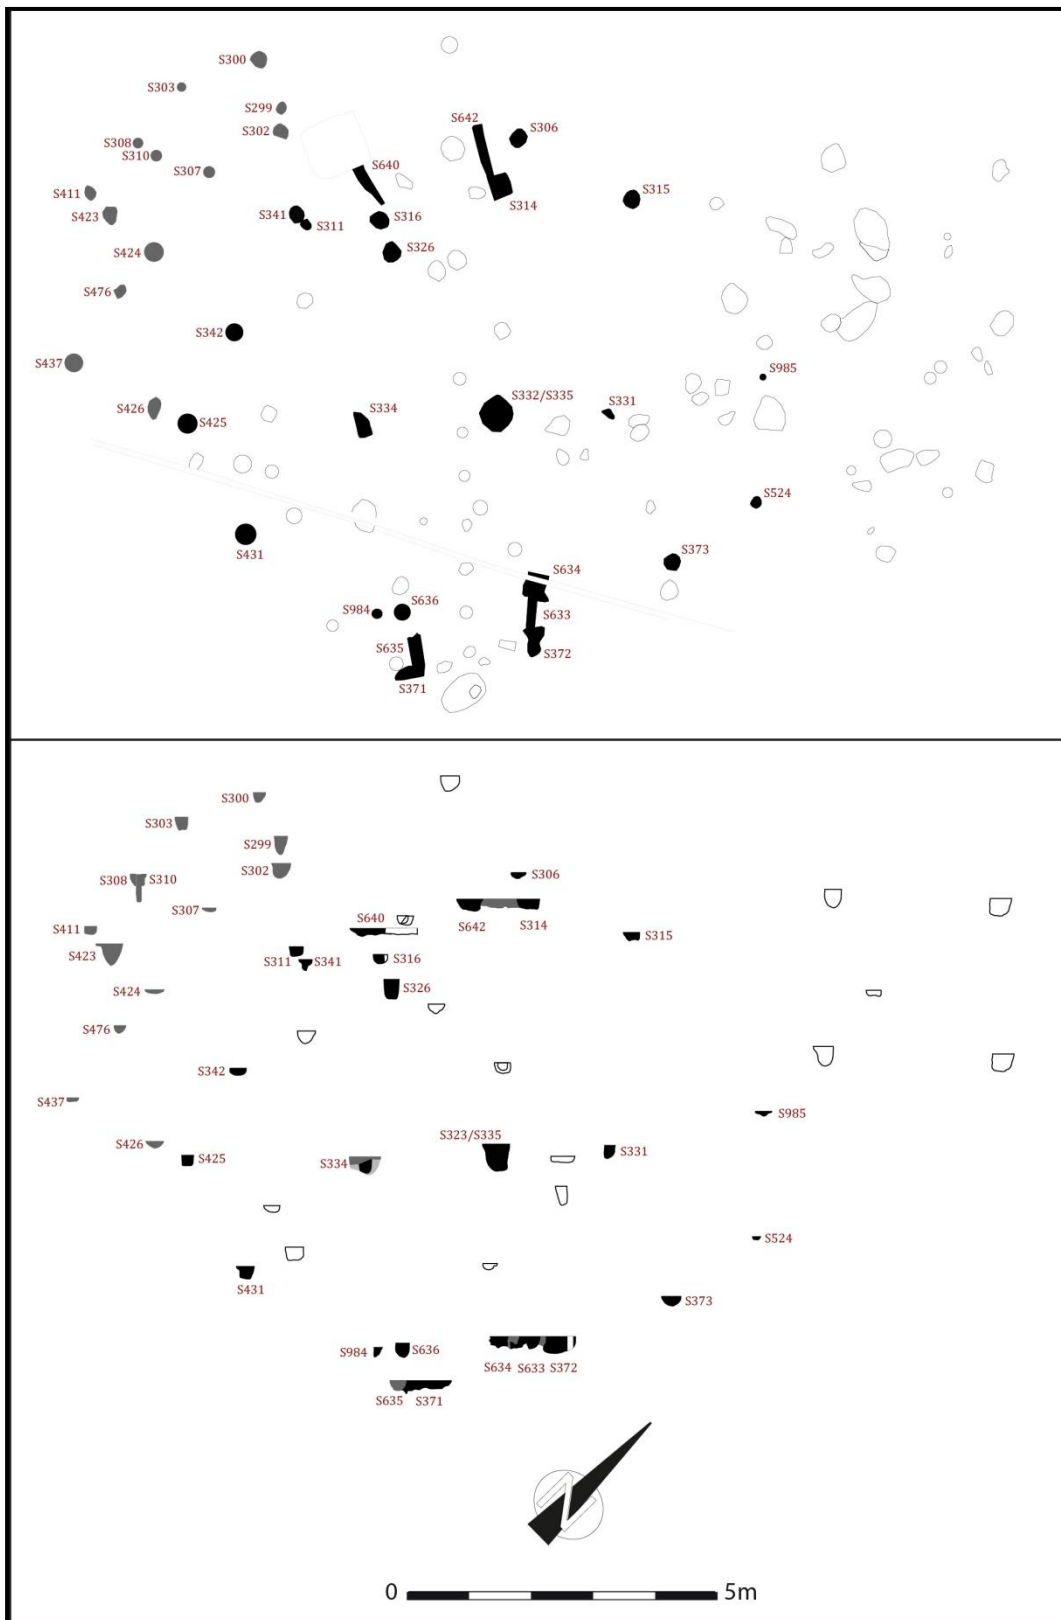 S300
S303
S299
S642
S306
S308
S302
S310
S640
S307
S411
S315
S314
S423
S341
S316
S311
S424
S326
S476
S342
S437
S985
S332/S335
S331
S426
S334
S425
S524
S431
S373
S634
S984
S636
S633
S635
S372
S371
S300
S303
S299
S302
S306
S308
S310
S307
S640
S642
S314
S411
S315
S423
S311
S341
S316
S424
S326
S476
S342
S437
S985
S323/S335
S426
S425
S334
S331
S524
S431
S373
S984
S636
S634
S633
S372
S635
S371
N
0
5m